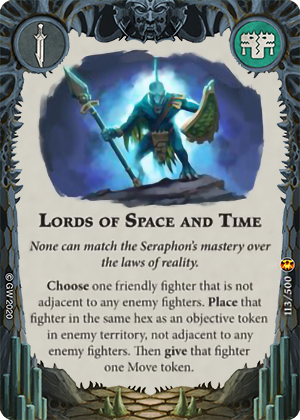 LORDS OF SPACE AND TIME
None can match the Seraphon's mastery over
the laws of reality.
Choose one friendly fighter that is not
adjacent to any enemy fighters. Place that
fighter in the same hex as an objective token
in enemy territory, not adjacent to any
enemy fighters. Then give that fighter
one Move token.
© GW 2020
113/500